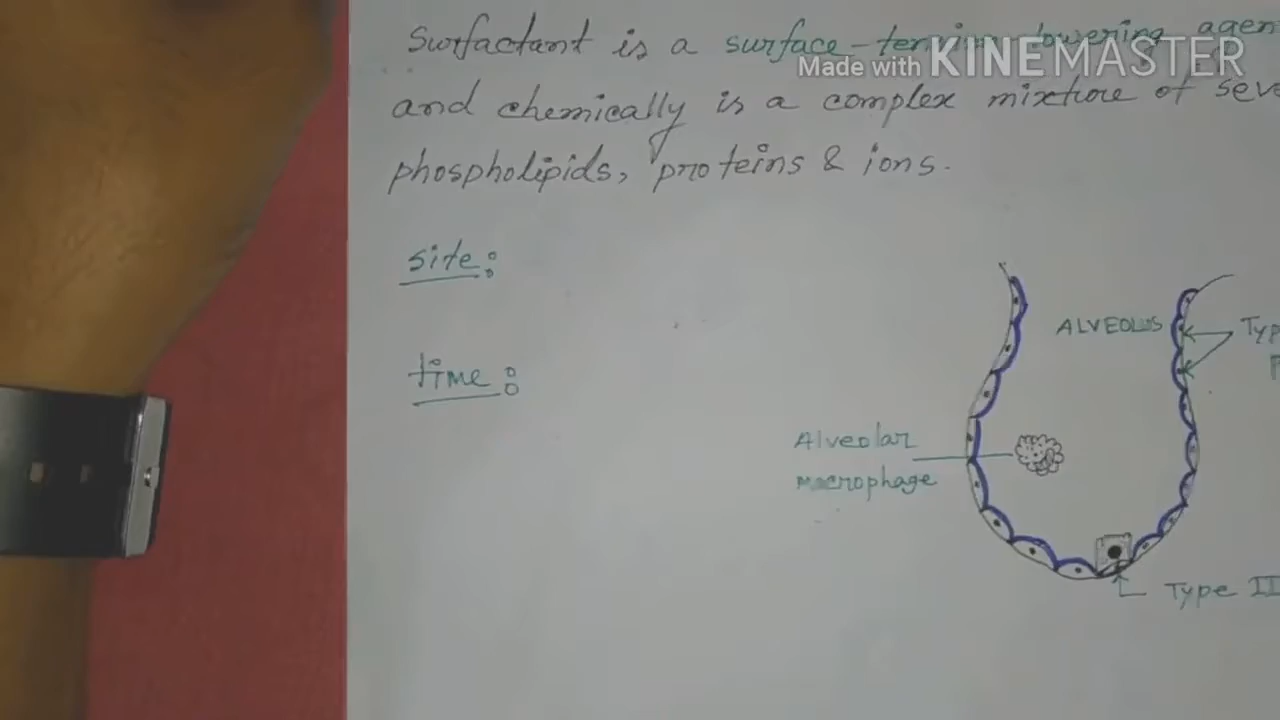 Surfactant is a surface-tension lowering agen
Made with KINEMASTER
and chemically is a complex mixture of seve
phospholipids, proteins & ions.
site:
ALVEOLUS
Typ
time:
Alveolar
macrophage
Type II